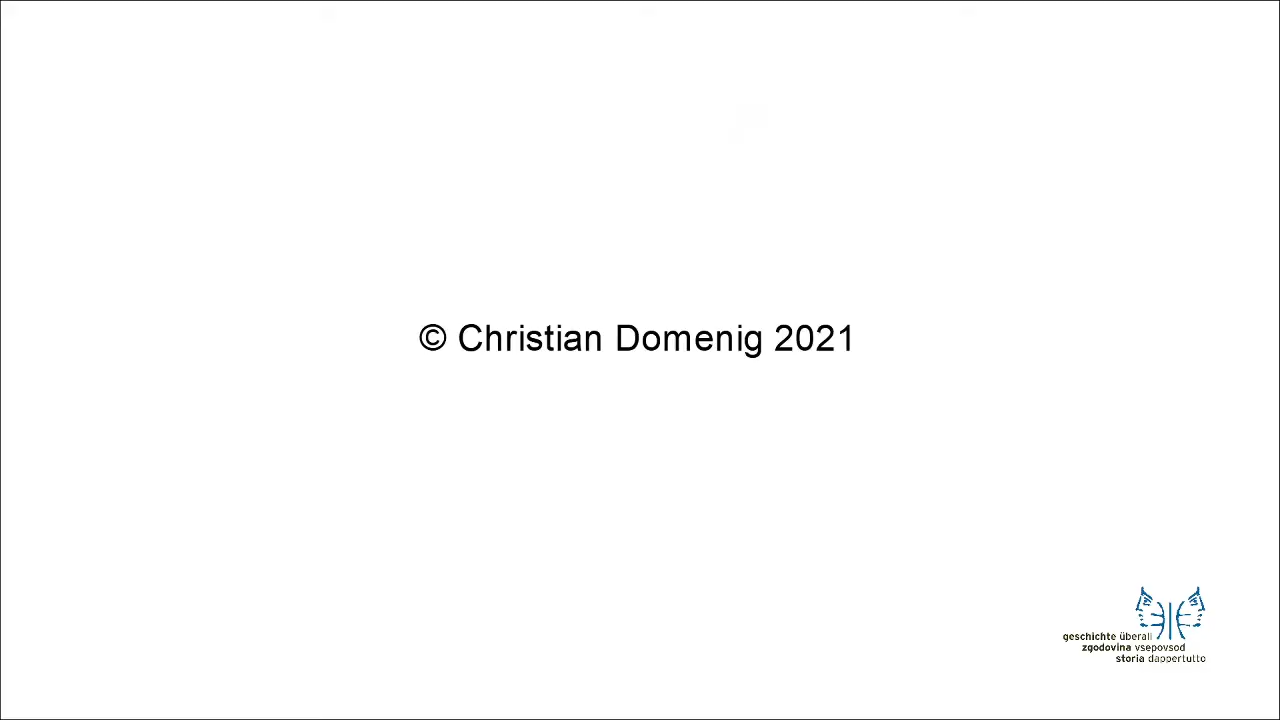 © Christian Domenig 2021
geschichte überall
zgodovina vsepovsod
storia dappertutto